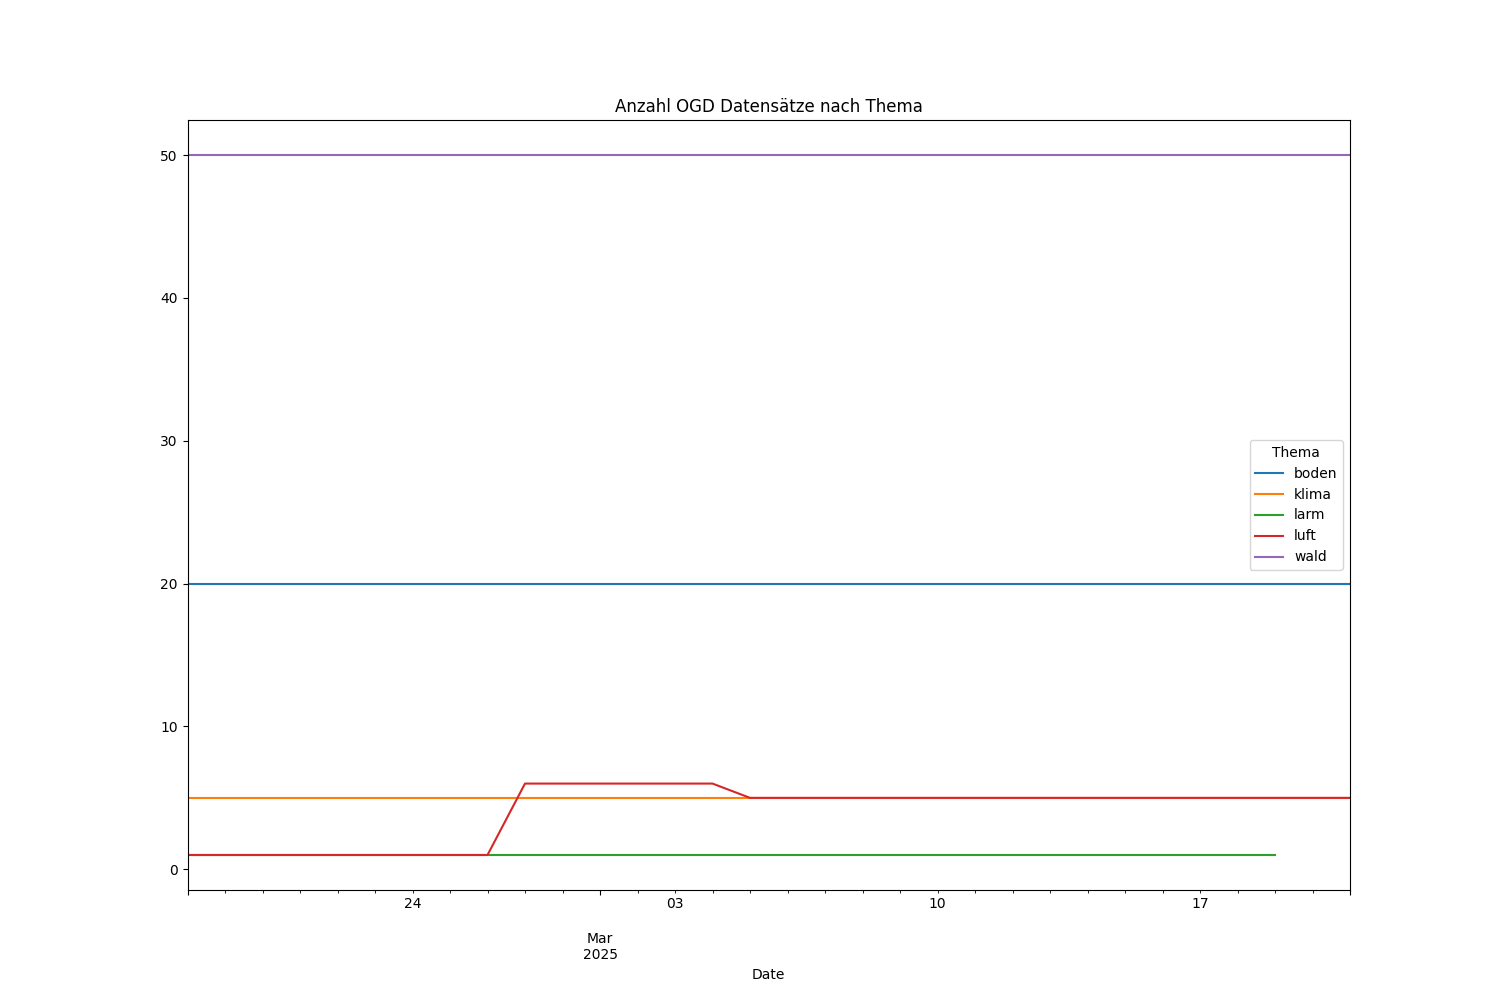 Anzahl OGD Datensätze nach Thema
50
40
30
20
10
0
Thema
boden
klima
larm
luft
wald
24
03
10
17
Mar
2025
Date